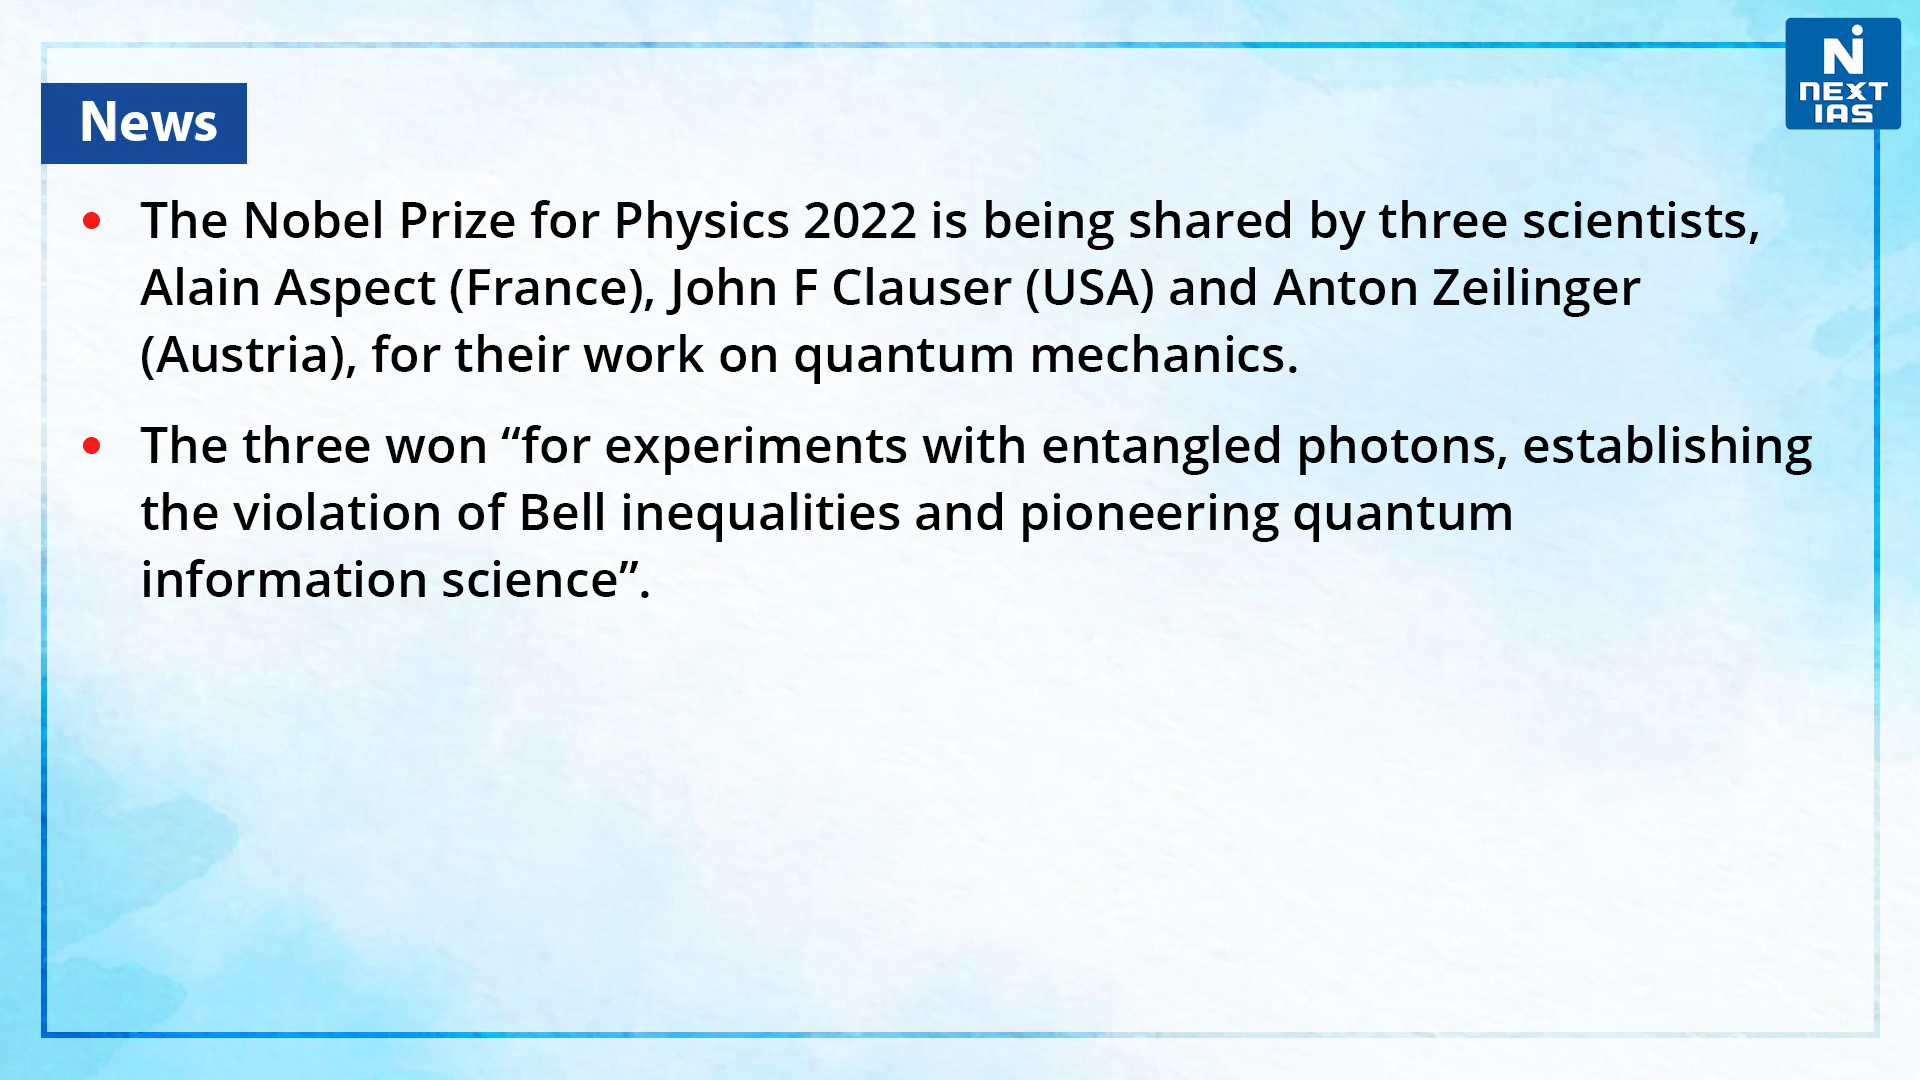 News
NEXT
IAS
• The Nobel Prize for Physics 2022 is being shared by three scientists,
Alain Aspect (France), John F Clauser (USA) and Anton Zeilinger
(Austria), for their work on quantum mechanics.
• The three won “for experiments with entangled photons, establishing
the violation of Bell inequalities and pioneering quantum
information science”.